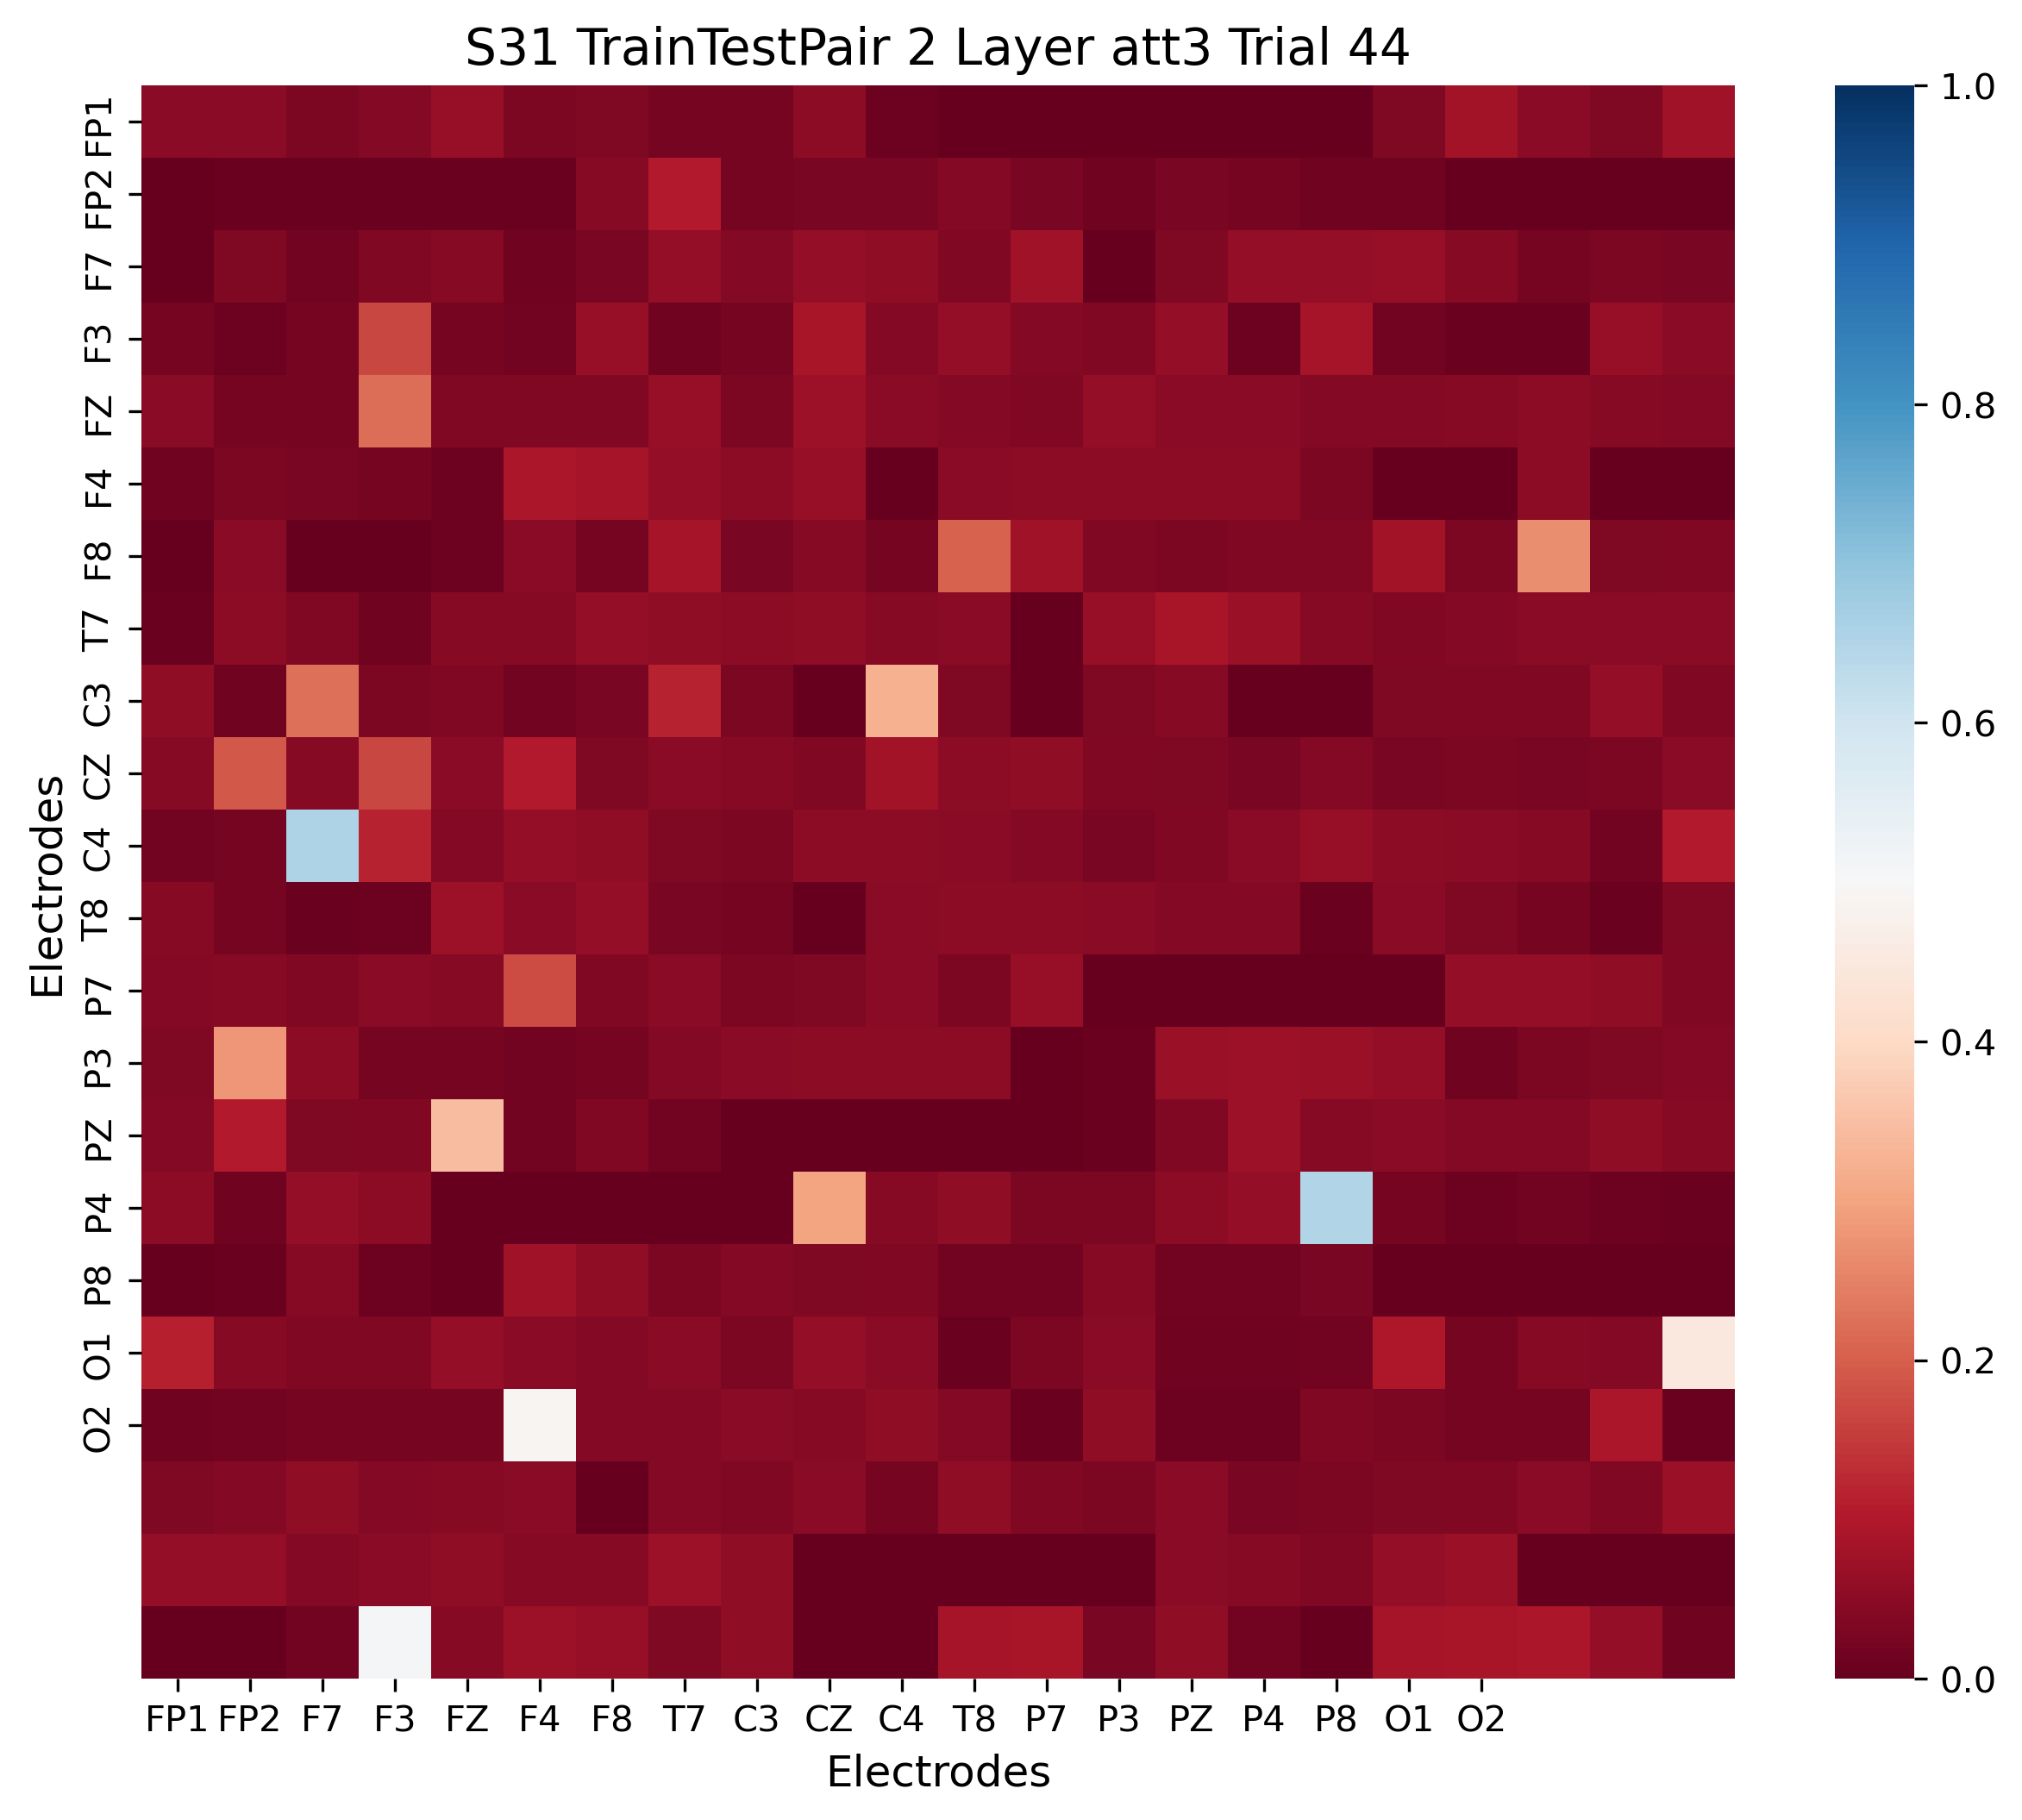 S31 TrainTestPair 2 Layer att3 Trial 44
Electrodes
FP1
FP2
F7
F3
FZ
F4
F8
T7
C3
CZ
C4
T8
P7
P3
PZ
P4
P8
O1
O2
FP1 FP2 F7 F3 FZ F4 F8 T7 C3 CZ C4 T8 P7 P3 PZ P4 P8 O1 O2
Electrodes
1.0
0.8
0.6
0.4
0.2
0.0